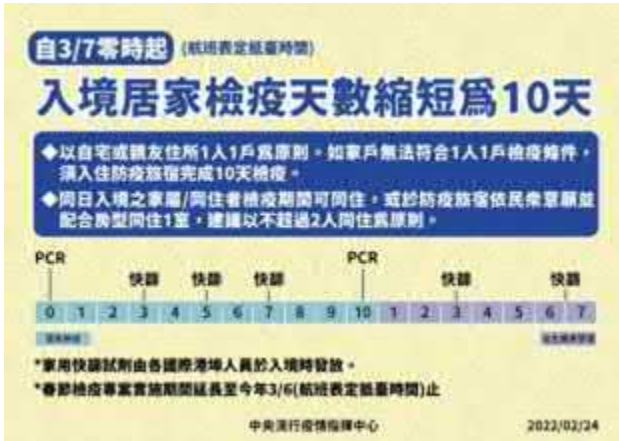 自3/7零時起 (航班表定抵臺時間)
入境居家檢疫天數縮短爲10天
◆以自宅或親友住所1人1戶爲原則。如家戶無法符合1人1戶檢疫條件,
須入住防疫旅宿完成10天檢疫。
◆同日入境之家屬/同住者檢疫期間可同住,或於防疫旅宿依民衆意願並
配合房型同住1室,建議以不超過2人同住爲原則。
PCR PCR
快篩 快篩 快篩 快篩 快篩
0 1 2 3 4 5 6 7 8 9 10 1 2 3 4 5 6 7
*家用快篩試劑由各國際港埠人員於入境時發放。
*春節檢疫專案實施期間延長至今年3/6(航班表定抵臺時間)止
中央流行疫情指揮中心 2022/02/24